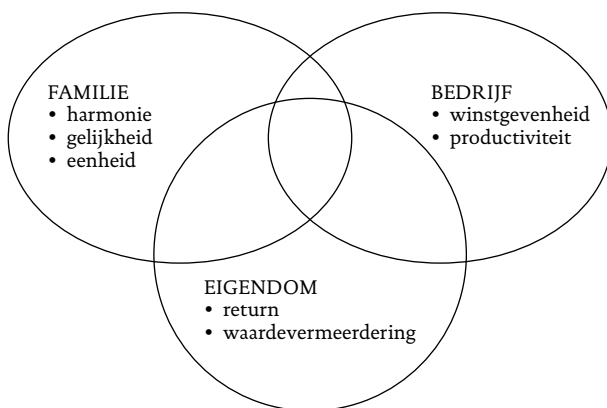 FAMILIE
• harmonie
• gelijkheid
• eenheid
BEDRIJF
• winstgevenheid
• productiviteit
EIGENDOM
• return
• waardevermeerdering